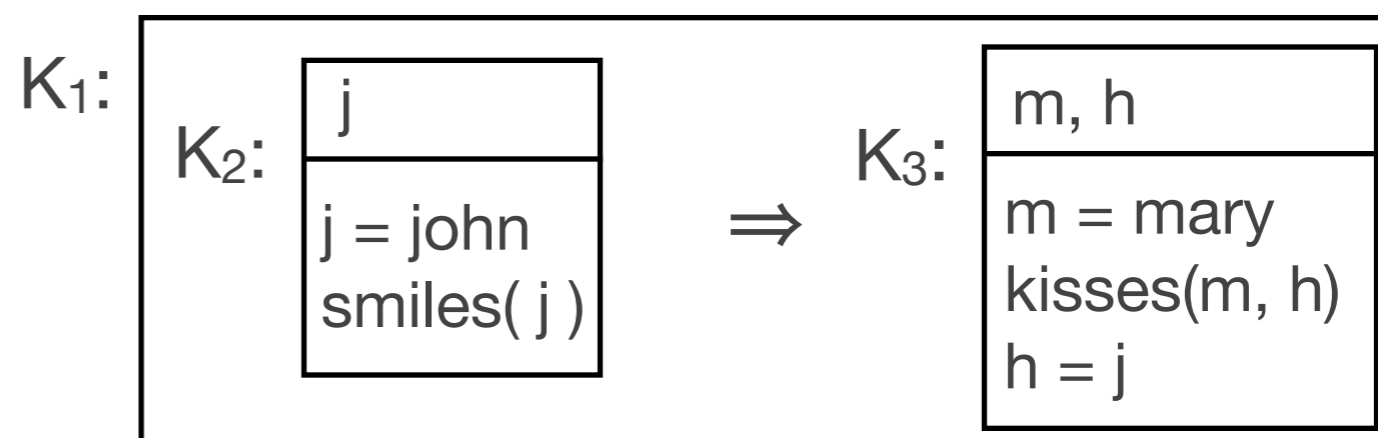 K₁:
K₂:
j
j = john
smiles( j )
⇒
K₃:
m, h
m = mary
kisses(m, h)
h = j